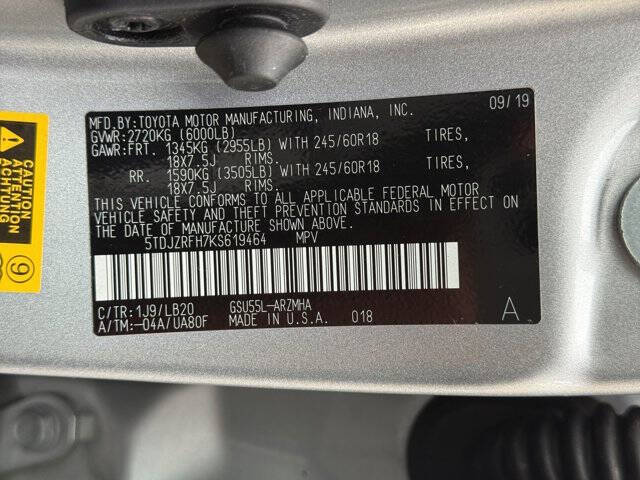 MFD.BY:TOYOTA MOTOR MANUFACTURING, INDIANA, INC. 09/19
GVWR:2720KG (6000LB)
GAWR:FRT. 1345KG (2955LB) WITH 245/60R18 TIRES,
18X7.5J RIMS.
RR. 1590KG (3505LB) WITH 245/60R18 TIRES,
18X7.5J RIMS.
THIS VEHICLE CONFORMS TO ALL APPLICABLE FEDERAL MOTOR
VEHICLE SAFETY AND THEFT PREVENTION STANDARDS IN EFFECT ON
THE DATE OF MANUFACTURE SHOWN ABOVE.
5TDJZRFH7KS619464 MPV
C/TR:1J9/LB20 GSU55L-ARZMHA
A/TM:-04A/UA80F MADE IN U.S.A. 018 A
CAUTION
ATTENTION
ACHTUNG
9